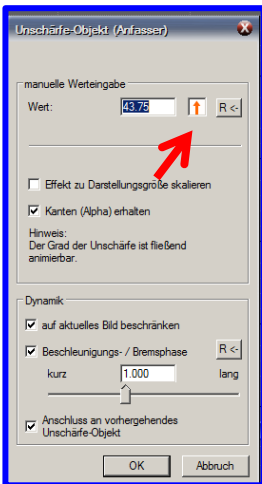 Unschärfe-Objekt (Anfasser)
manuelle Werteingabe
Wert: 43.75 R <-
Effekt zu Darstellungsgröße skalieren
Kanten (Alpha) erhalten
Hinweis:
Der Grad der Unschärfe ist fließend
animierbar.
Dynamik
auf aktuelles Bild beschränken
Beschleunigungs- / Bremsphase R <-
kurz 1.000 lang
Anschluss an vorhergehendes
Unschärfe-Objekt
OK Abbruch